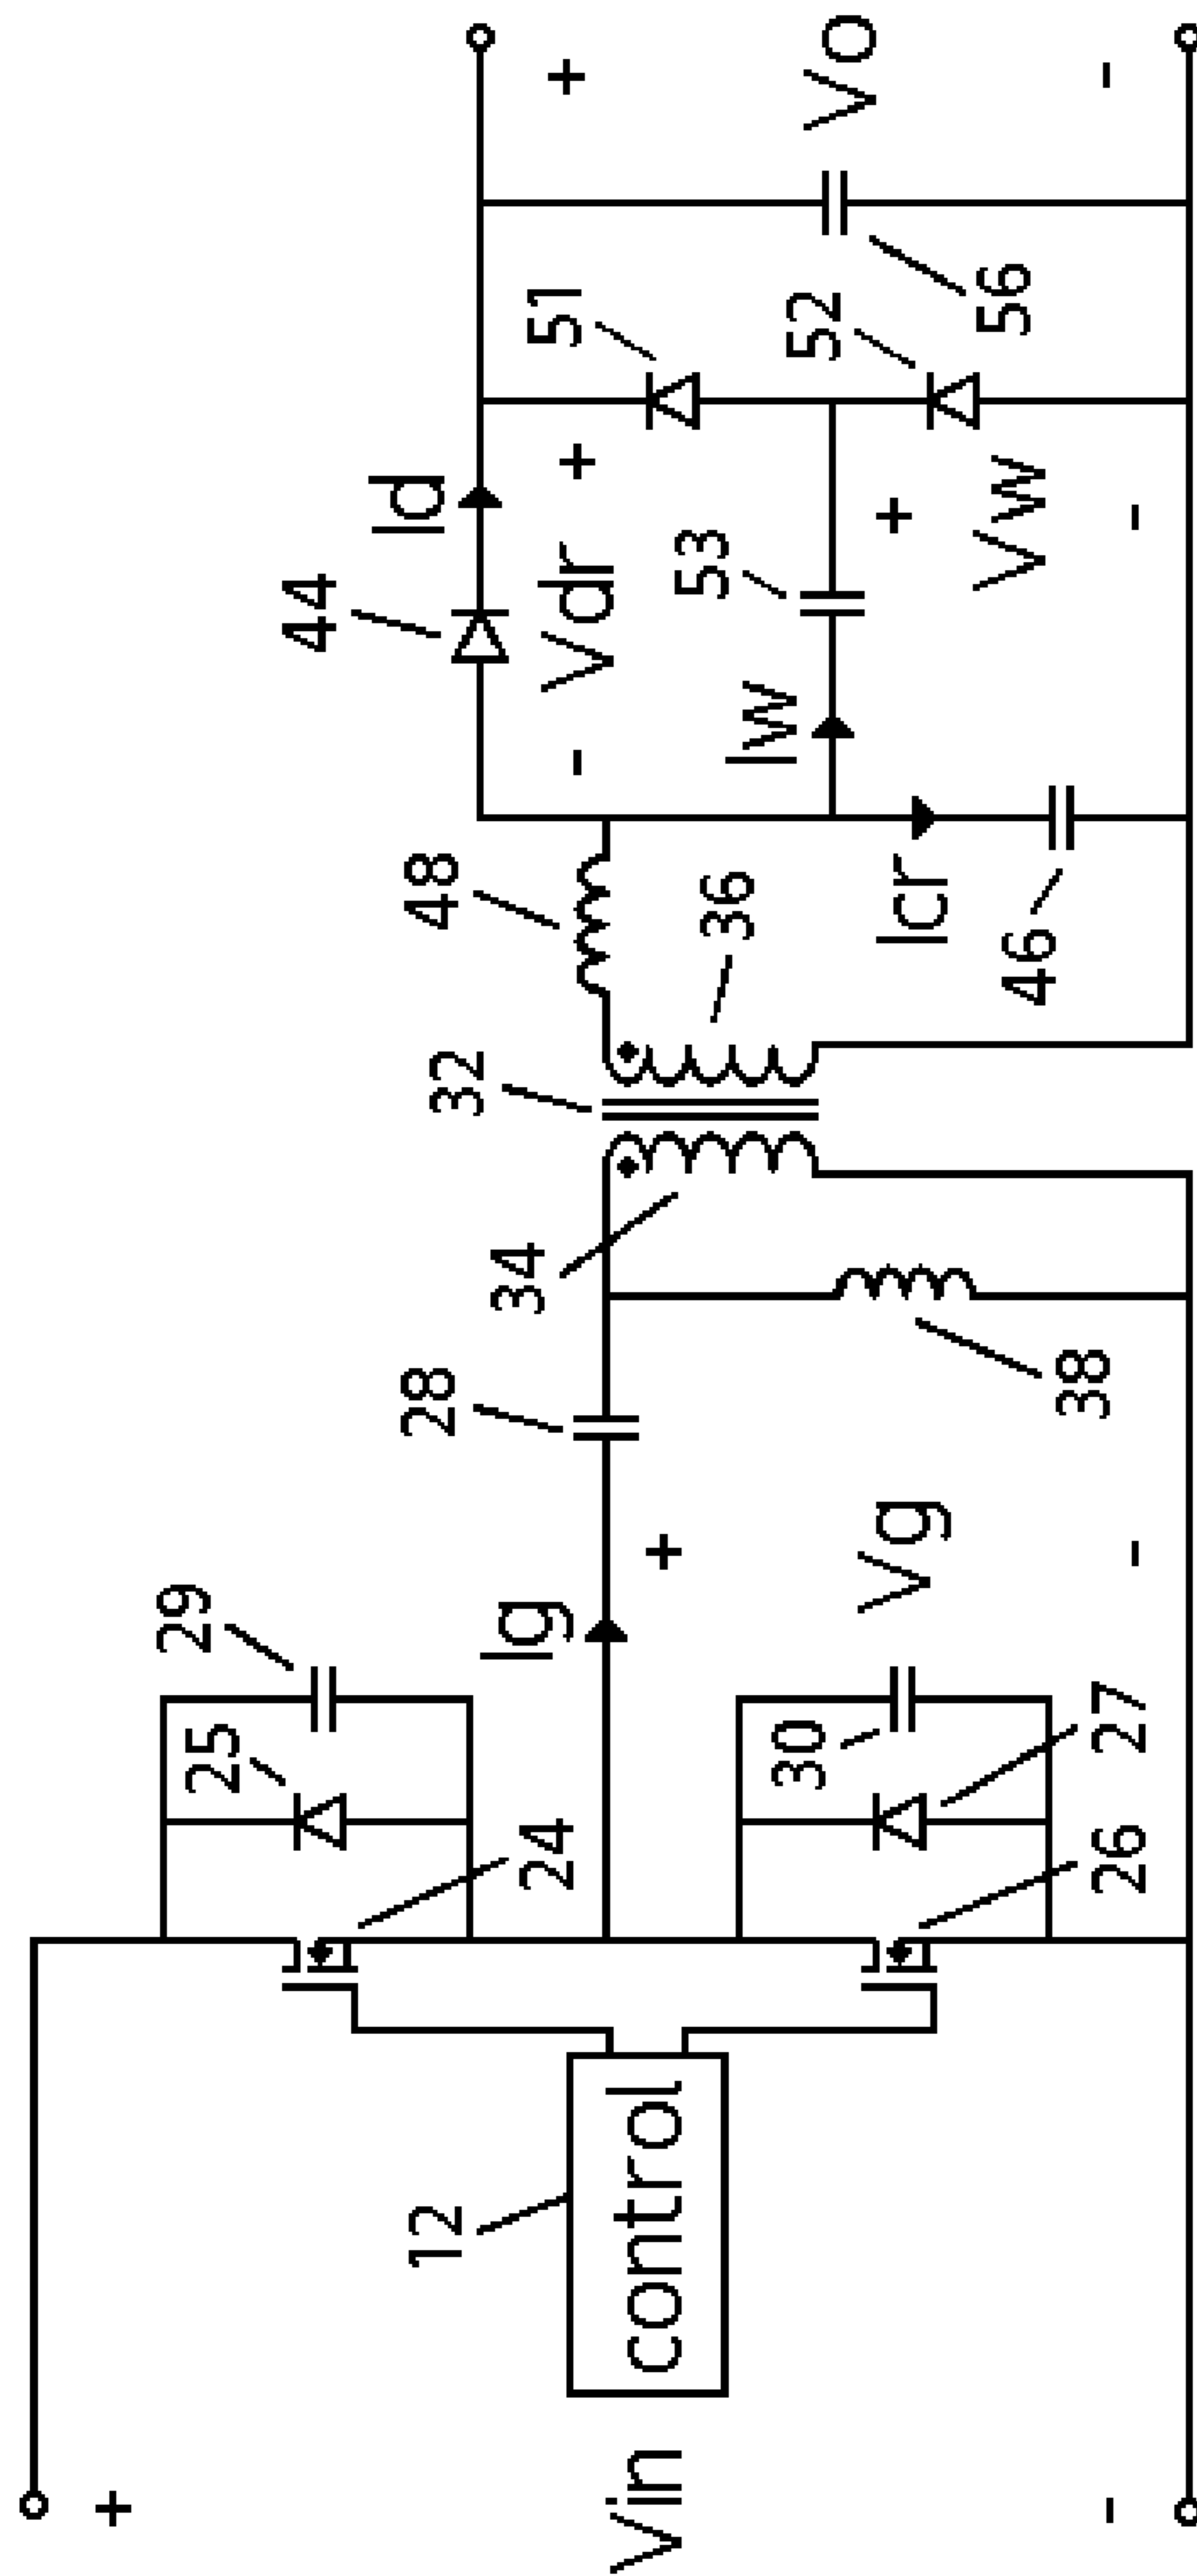 Vin
+
-
12
control
24
25
29
26
27
30
Ig
+
Vg
-
28
38
34
32
36
48
Icr
46
Iw
53
44
Id
- Vdr +
+
Vw
-
51
52
56
+
Vo
-